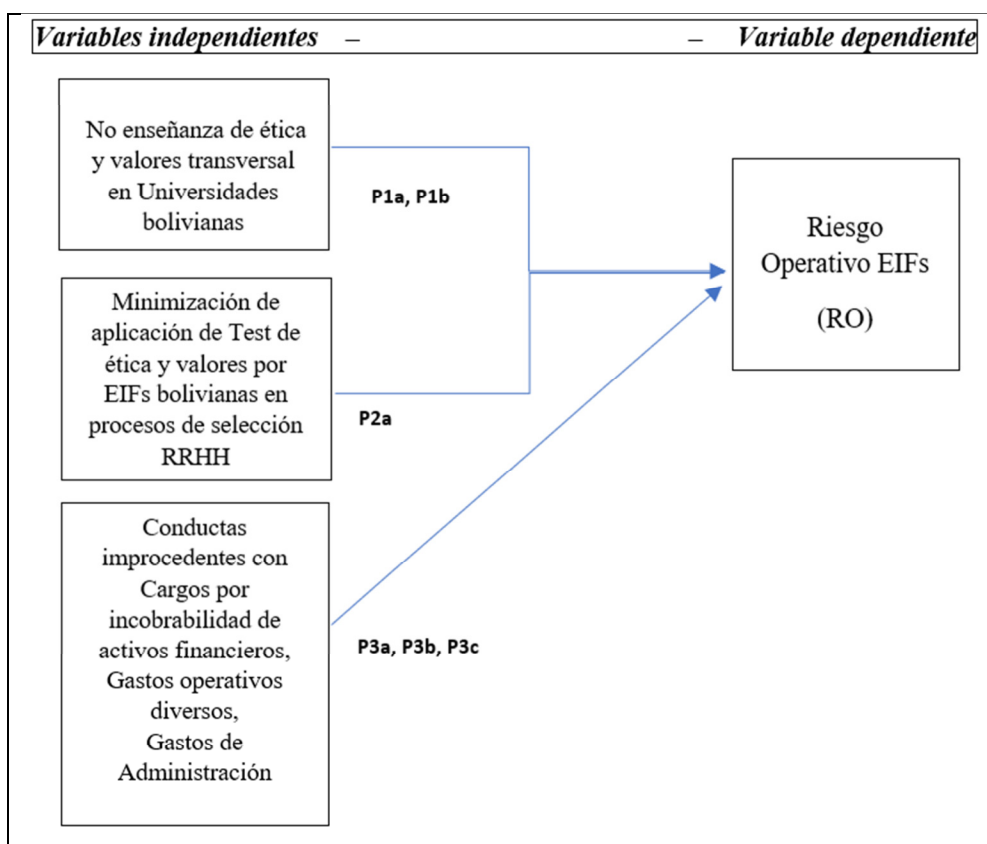 Variables independientes – – Variable dependiente
No enseñanza de ética
y valores transversal
en Universidades
bolivianas
P1a, P1b
Minimización de
aplicación de Test de
ética y valores por
EIFs bolivianas en
procesos de selección
RRHH
P2a
Conductas
improcedentes con
Cargos por
incobrabilidad de
activos financieros,
Gastos operativos
diversos,
Gastos de
Administración
P3a, P3b, P3c
Riesgo
Operativo EIFs
(RO)